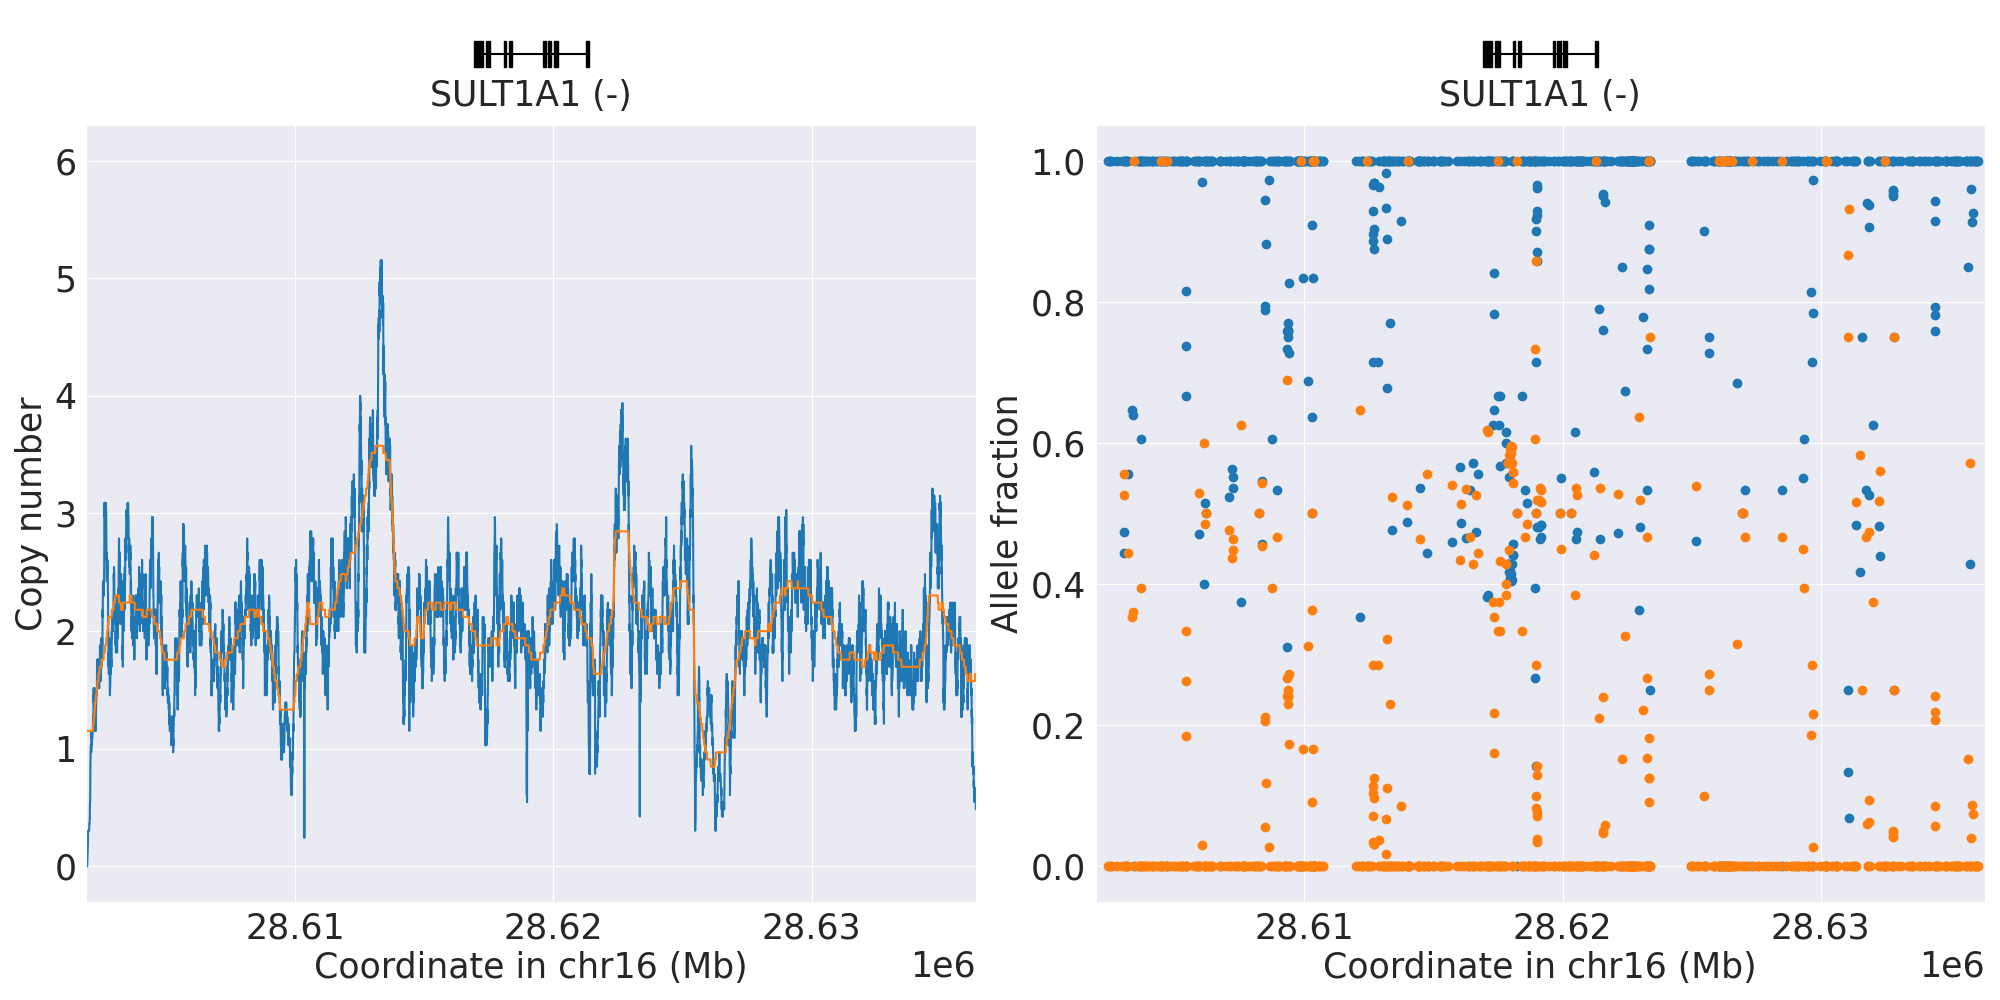 SULT1A1 (-)
6
5
4
3
2
1
0
Copy number
28.61
28.62
28.63
Coordinate in chr16 (Mb)
1e6
SULT1A1 (-)
1.0
0.8
0.6
0.4
0.2
0.0
Allele fraction
28.61
28.62
28.63
Coordinate in chr16 (Mb)
1e6